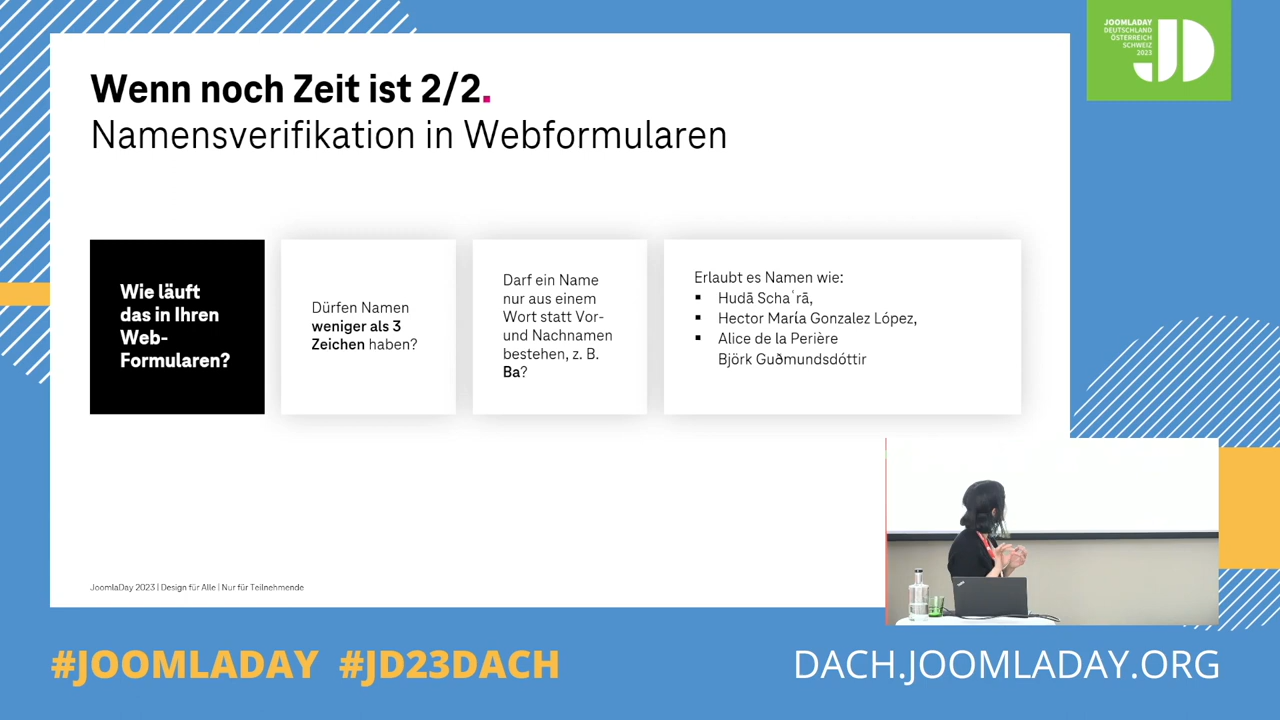 Wenn noch Zeit ist 2/2.
Namensverifikation in Webformularen
Wie läuft
das in Ihren
Web-
Formularen?
Dürfen Namen
weniger als 3
Zeichen haben?
Darf ein Name
nur aus einem
Wort statt Vor-
und Nachnamen
bestehen, z. B.
Ba?
Erlaubt es Namen wie:
▪ Hudā Schaʿrā,
▪ Hector María Gonzalez López,
▪ Alice de la Perière
Björk Guðmundsdóttir
JoomlaDay 2023 | Design für Alle | Nur für Teilnehmende
JOOMLADAY
DEUTSCHLAND
ÖSTERREICH
SCHWEIZ
2023
JD
#JOOMLADAY #JD23DACH
DACH.JOOMLADAY.ORG